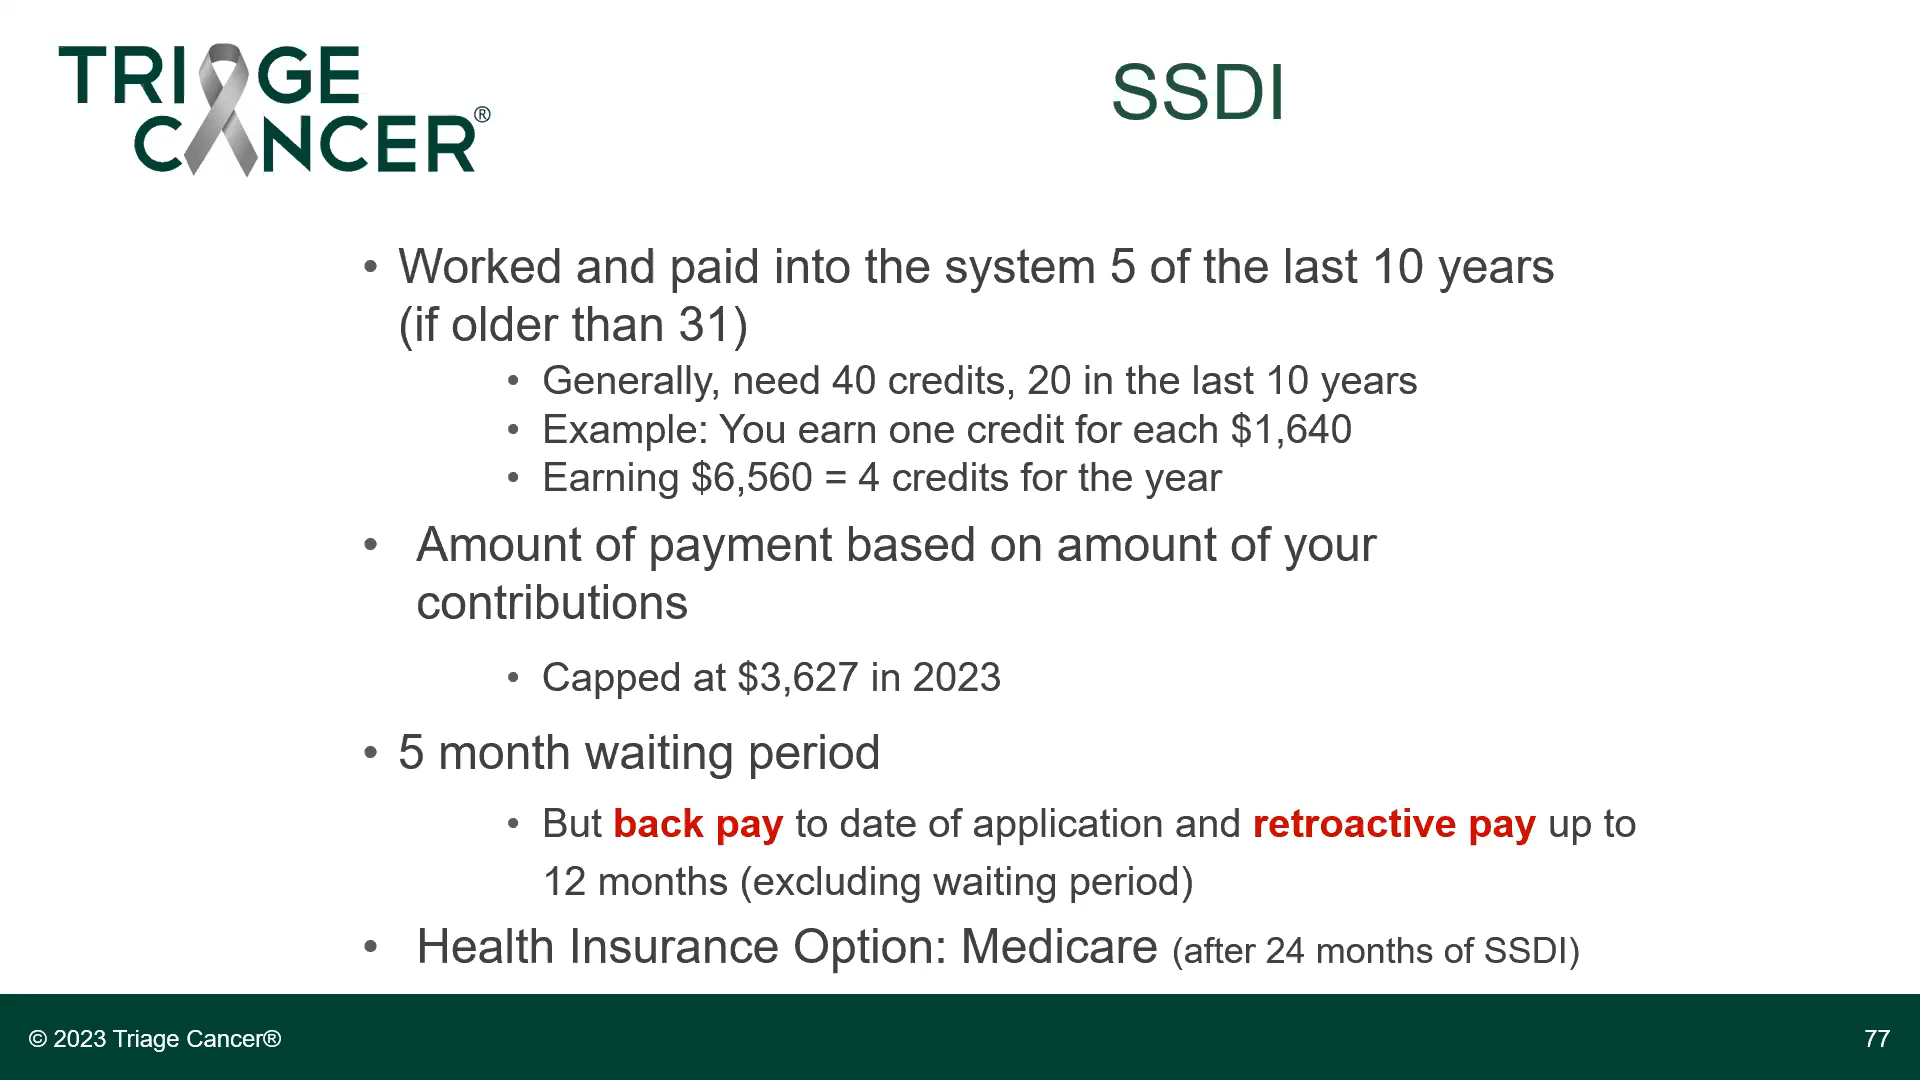 TRIAGE
CANCER®
SSDI
• Worked and paid into the system 5 of the last 10 years
(if older than 31)
• Generally, need 40 credits, 20 in the last 10 years
• Example: You earn one credit for each $1,640
• Earning $6,560 = 4 credits for the year
• Amount of payment based on amount of your
contributions
• Capped at $3,627 in 2023
• 5 month waiting period
• But back pay to date of application and retroactive pay up to
12 months (excluding waiting period)
• Health Insurance Option: Medicare (after 24 months of SSDI)
© 2023 Triage Cancer®
77